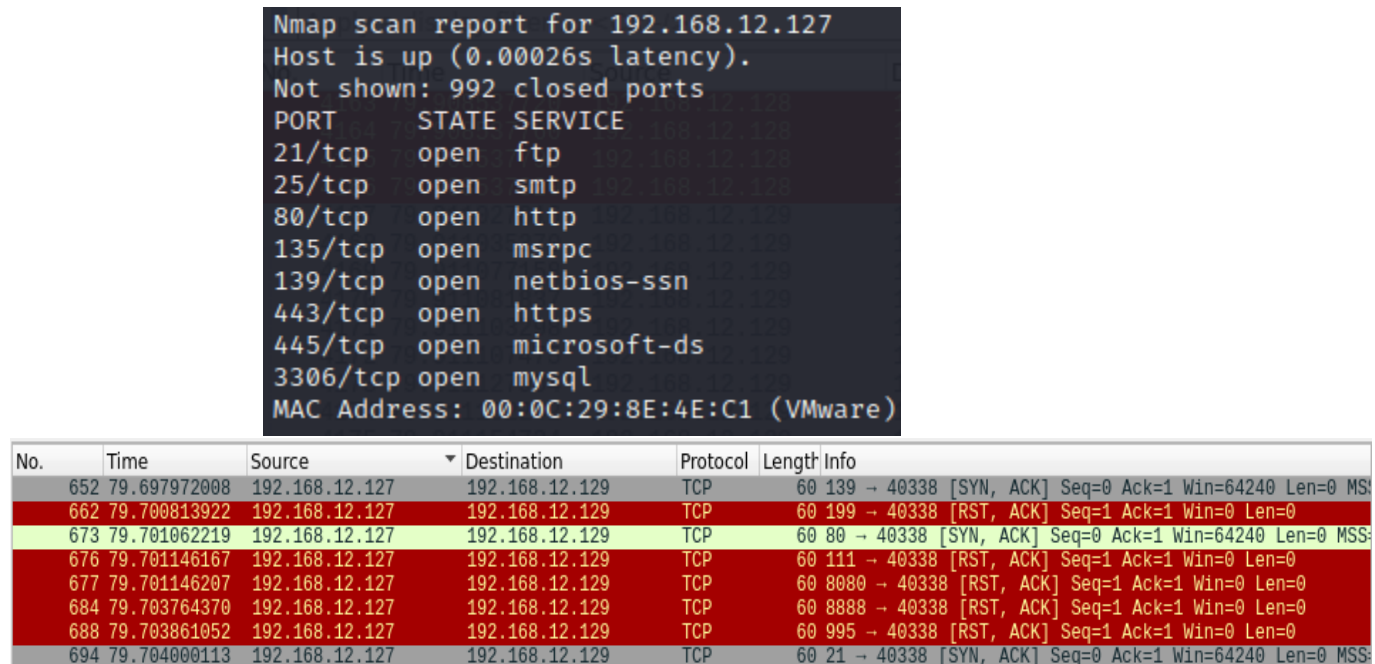 Nmap scan report for 192.168.12.127
Host is up (0.00026s latency).
Not shown: 992 closed ports
PORT STATE SERVICE
21/tcp open ftp
25/tcp open smtp
80/tcp open http
135/tcp open msrpc
139/tcp open netbios-ssn
443/tcp open https
445/tcp open microsoft-ds
3306/tcp open mysql
MAC Address: 00:0C:29:8E:4E:C1 (VMware)
No. Time Source Destination Protocol Length Info
652 79.697972008 192.168.12.127 192.168.12.129 TCP 60 139 → 40338 [SYN, ACK] Seq=0 Ack=1 Win=64240 Len=0 MSS
662 79.700813922 192.168.12.127 192.168.12.129 TCP 60 199 → 40338 [RST, ACK] Seq=1 Ack=1 Win=0 Len=0
673 79.701062219 192.168.12.127 192.168.12.129 TCP 60 80 → 40338 [SYN, ACK] Seq=0 Ack=1 Win=64240 Len=0 MSS=
676 79.701146167 192.168.12.127 192.168.12.129 TCP 60 111 → 40338 [RST, ACK] Seq=1 Ack=1 Win=0 Len=0
677 79.701146207 192.168.12.127 192.168.12.129 TCP 60 8080 → 40338 [RST, ACK] Seq=1 Ack=1 Win=0 Len=0
684 79.703764370 192.168.12.127 192.168.12.129 TCP 60 8888 → 40338 [RST, ACK] Seq=1 Ack=1 Win=0 Len=0
688 79.703861052 192.168.12.127 192.168.12.129 TCP 60 995 → 40338 [RST, ACK] Seq=1 Ack=1 Win=0 Len=0
694 79.704000113 192.168.12.127 192.168.12.129 TCP 60 21 → 40338 [SYN, ACK] Seq=0 Ack=1 Win=64240 Len=0 MSS=